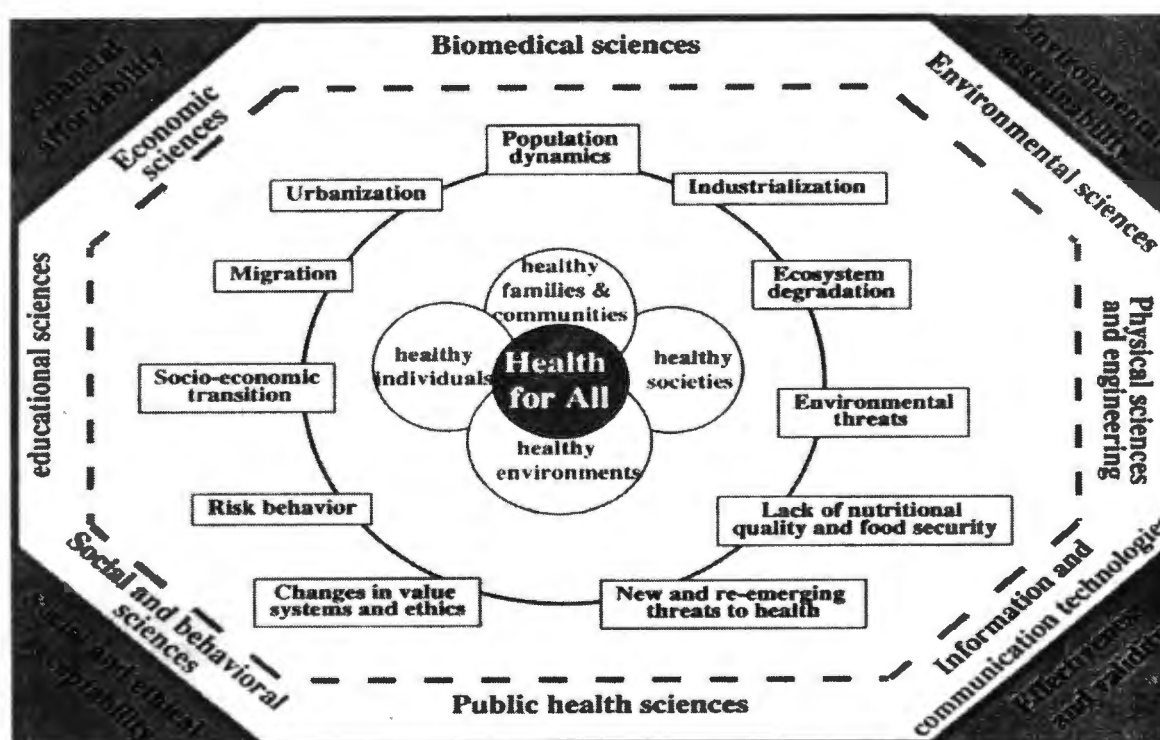 Financial
affordability
Biomedical sciences
Environmental
sustainability
Economic
sciences
Environmental sciences
Population
dynamics
Urbanization
Industrialization
Migration
Ecosystem
degradation
healthy
families &
communities
healthy
individuals
Health
for All
healthy
societies
educational sciences
Physical sciences
and engineering
Socio-economic
transition
Environmental
threats
healthy
environments
Risk behavior
Lack of nutritional
quality and food security
Changes in value
systems and ethics
New and re-emerging
threats to health
Social and behavioral
sciences
Information and
communication technologies
Public health sciences
and ethical
and validity